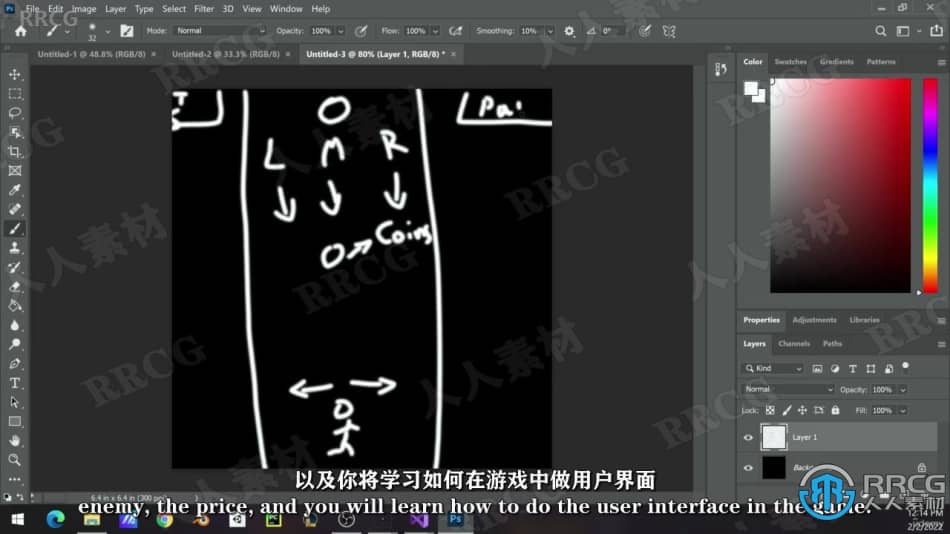 Ps File Edit Image Layer Type Select Filter 3D View Window Help
32 Mode: Normal Opacity: 100% Flow: 100% Smoothing: 10% 0°
Untitled-1 @ 48.8% (RGB/8) × Untitled-2 @ 33.3% (RGB/8) × Untitled-3 @ 80% (Layer 1, RGB/8) * ×
Color Swatches Gradients Patterns
O
L M R
Coins
Properties Adjustments Libraries
Layers Channels Paths
Kind
Normal Opacity: 100%
Lock: Fill: 100%
Layer 1
6.4 in x 6.4 in (300 ppi)
以及你将学习如何在游戏中做用户界面
enemy, the price, and you will learn how to do the user interface in the game.
12:14 PM
2/2/2022
RRCG
人人素材